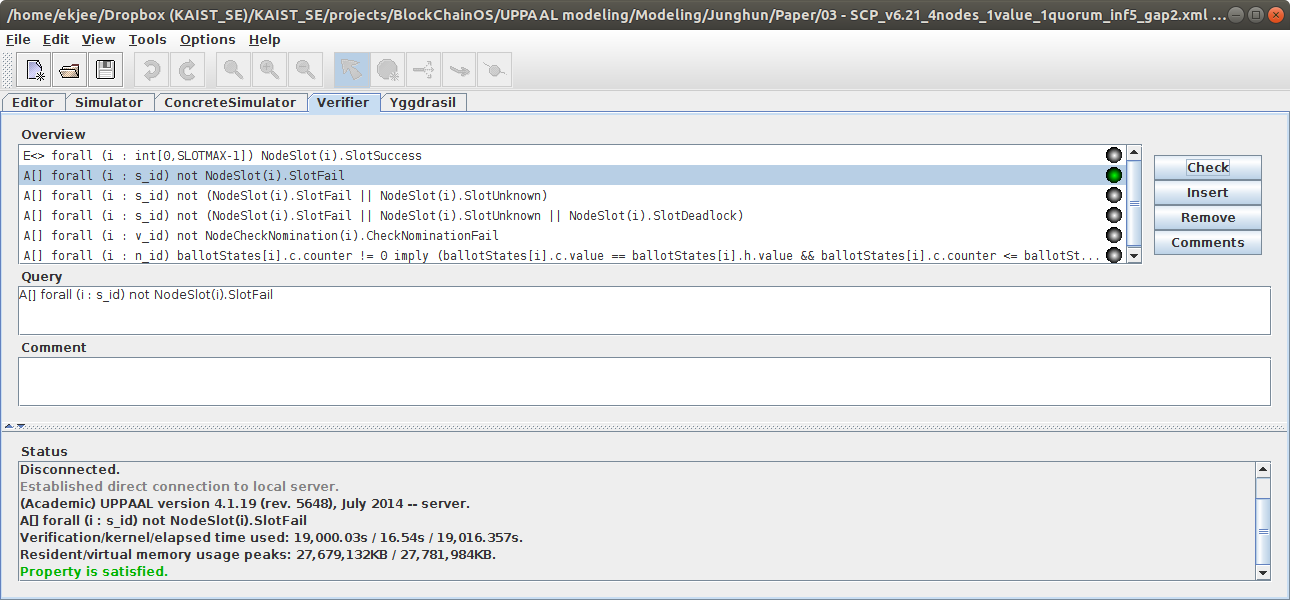 /home/ekjee/Dropbox (KAIST_SE)/KAIST_SE/projects/BlockChainOS/UPPAAL modeling/Modeling/Junghun/Paper/03 - SCP_v6.21_4nodes_1value_1quorum_inf5_gap2.xml ...
File Edit View Tools Options Help
Editor Simulator ConcreteSimulator Verifier Yggdrasil
Overview
E<> forall (i : int[0,SLOTMAX-1]) NodeSlot(i).SlotSuccess
A[] forall (i : s_id) not NodeSlot(i).SlotFail
Check
A[] forall (i : s_id) not (NodeSlot(i).SlotFail || NodeSlot(i).SlotUnknown)
Insert
A[] forall (i : s_id) not (NodeSlot(i).SlotFail || NodeSlot(i).SlotUnknown || NodeSlot(i).SlotDeadlock)
Remove
A[] forall (i : v_id) not NodeCheckNomination(i).CheckNominationFail
Comments
A[] forall (i : n_id) ballotStates[i].c.counter != 0 imply (ballotStates[i].c.value == ballotStates[i].h.value && ballotStates[i].c.counter <= ballotSt...
Query
A[] forall (i : s_id) not NodeSlot(i).SlotFail
Comment
Status
Disconnected.
Established direct connection to local server.
(Academic) UPPAAL version 4.1.19 (rev. 5648), July 2014 -- server.
A[] forall (i : s_id) not NodeSlot(i).SlotFail
Verification/kernel/elapsed time used: 19,000.03s / 16.54s / 19,016.357s.
Resident/virtual memory usage peaks: 27,679,132KB / 27,781,984KB.
Property is satisfied.